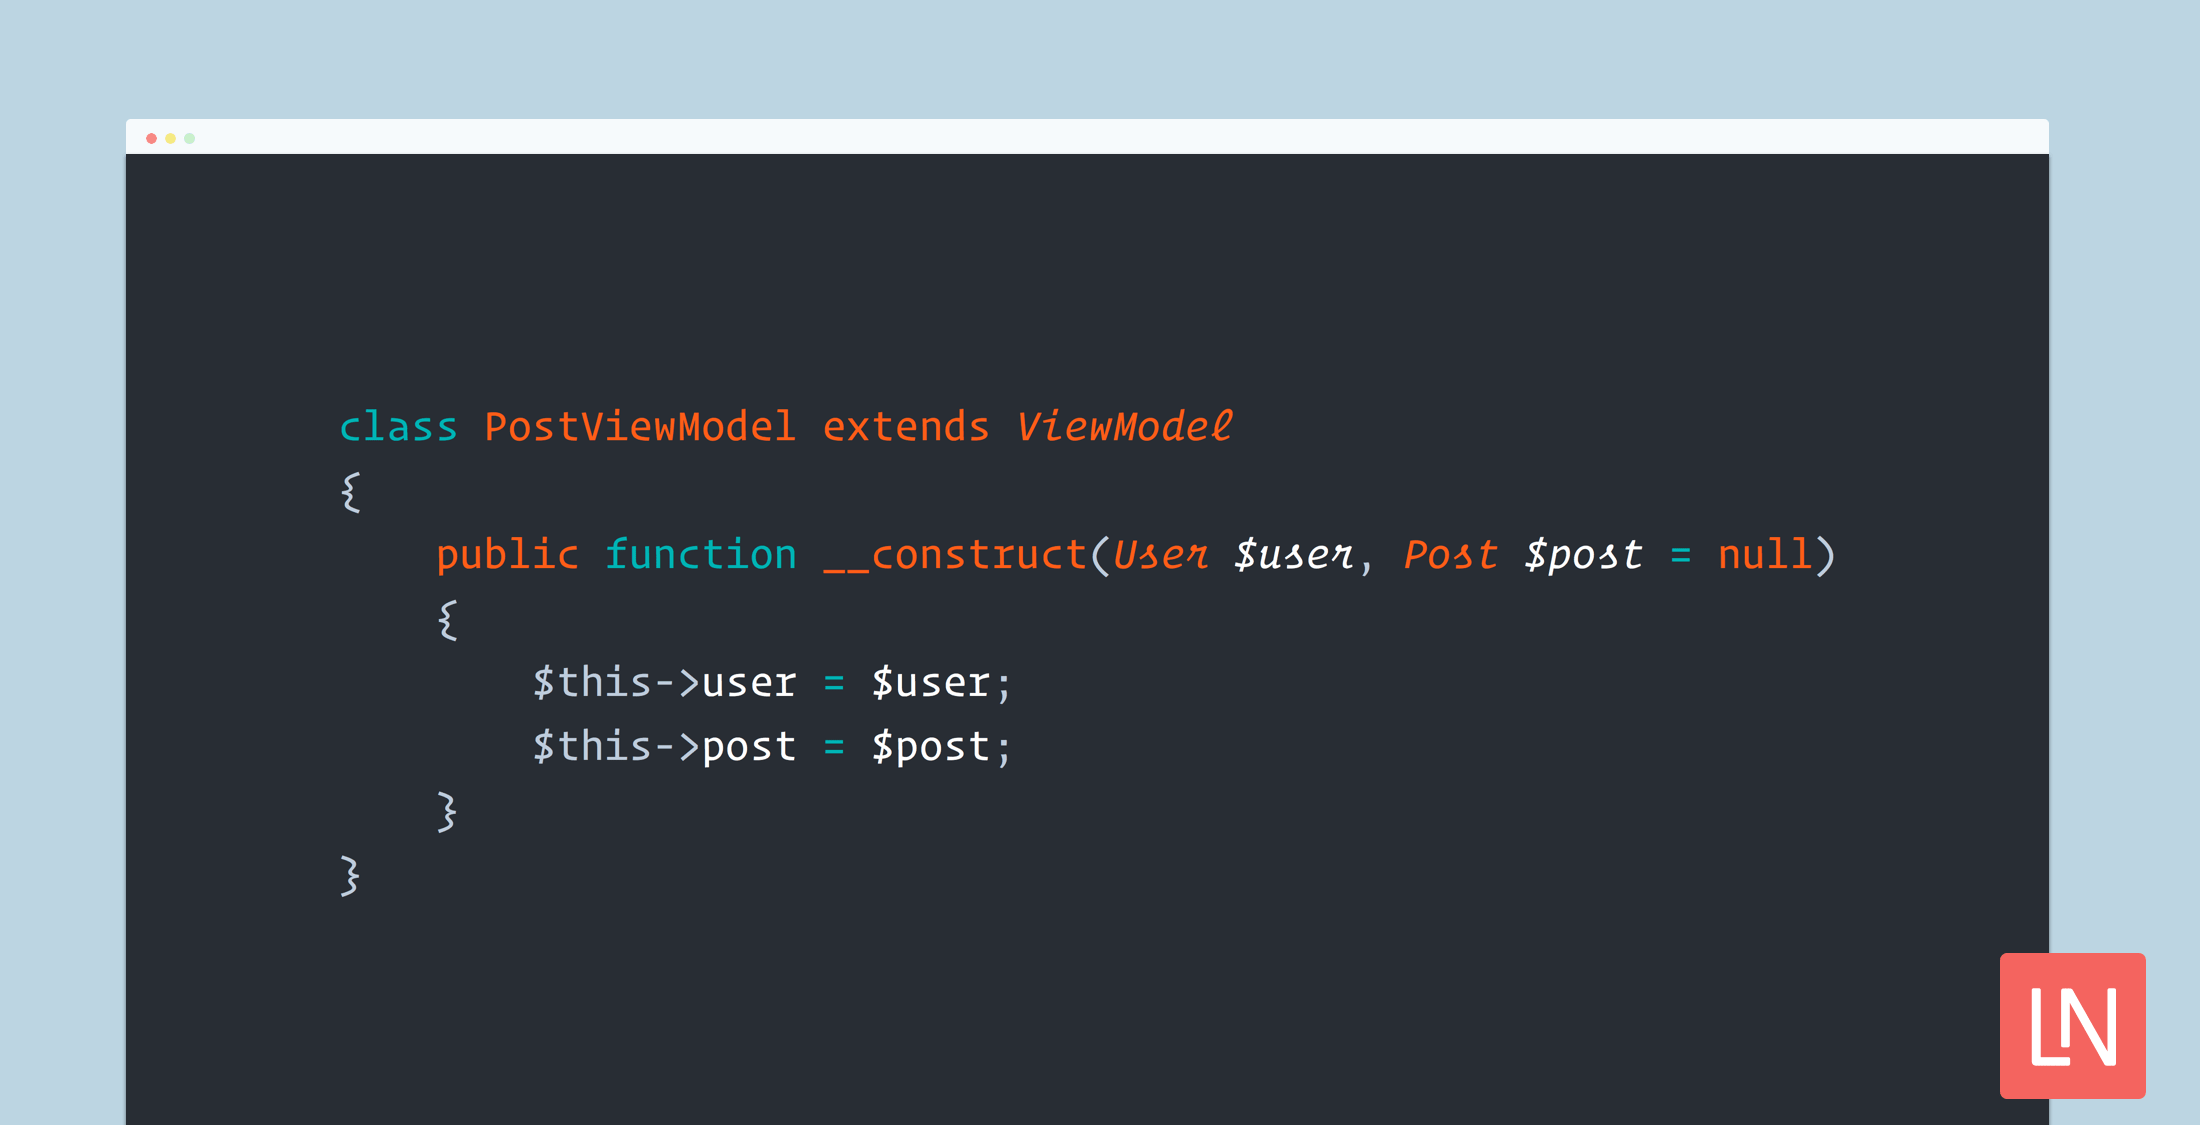 class PostViewModel extends ViewModel
{
    public function __construct(User $user, Post $post = null)
    {
        $this->user = $user;
        $this->post = $post;
    }
}
LN